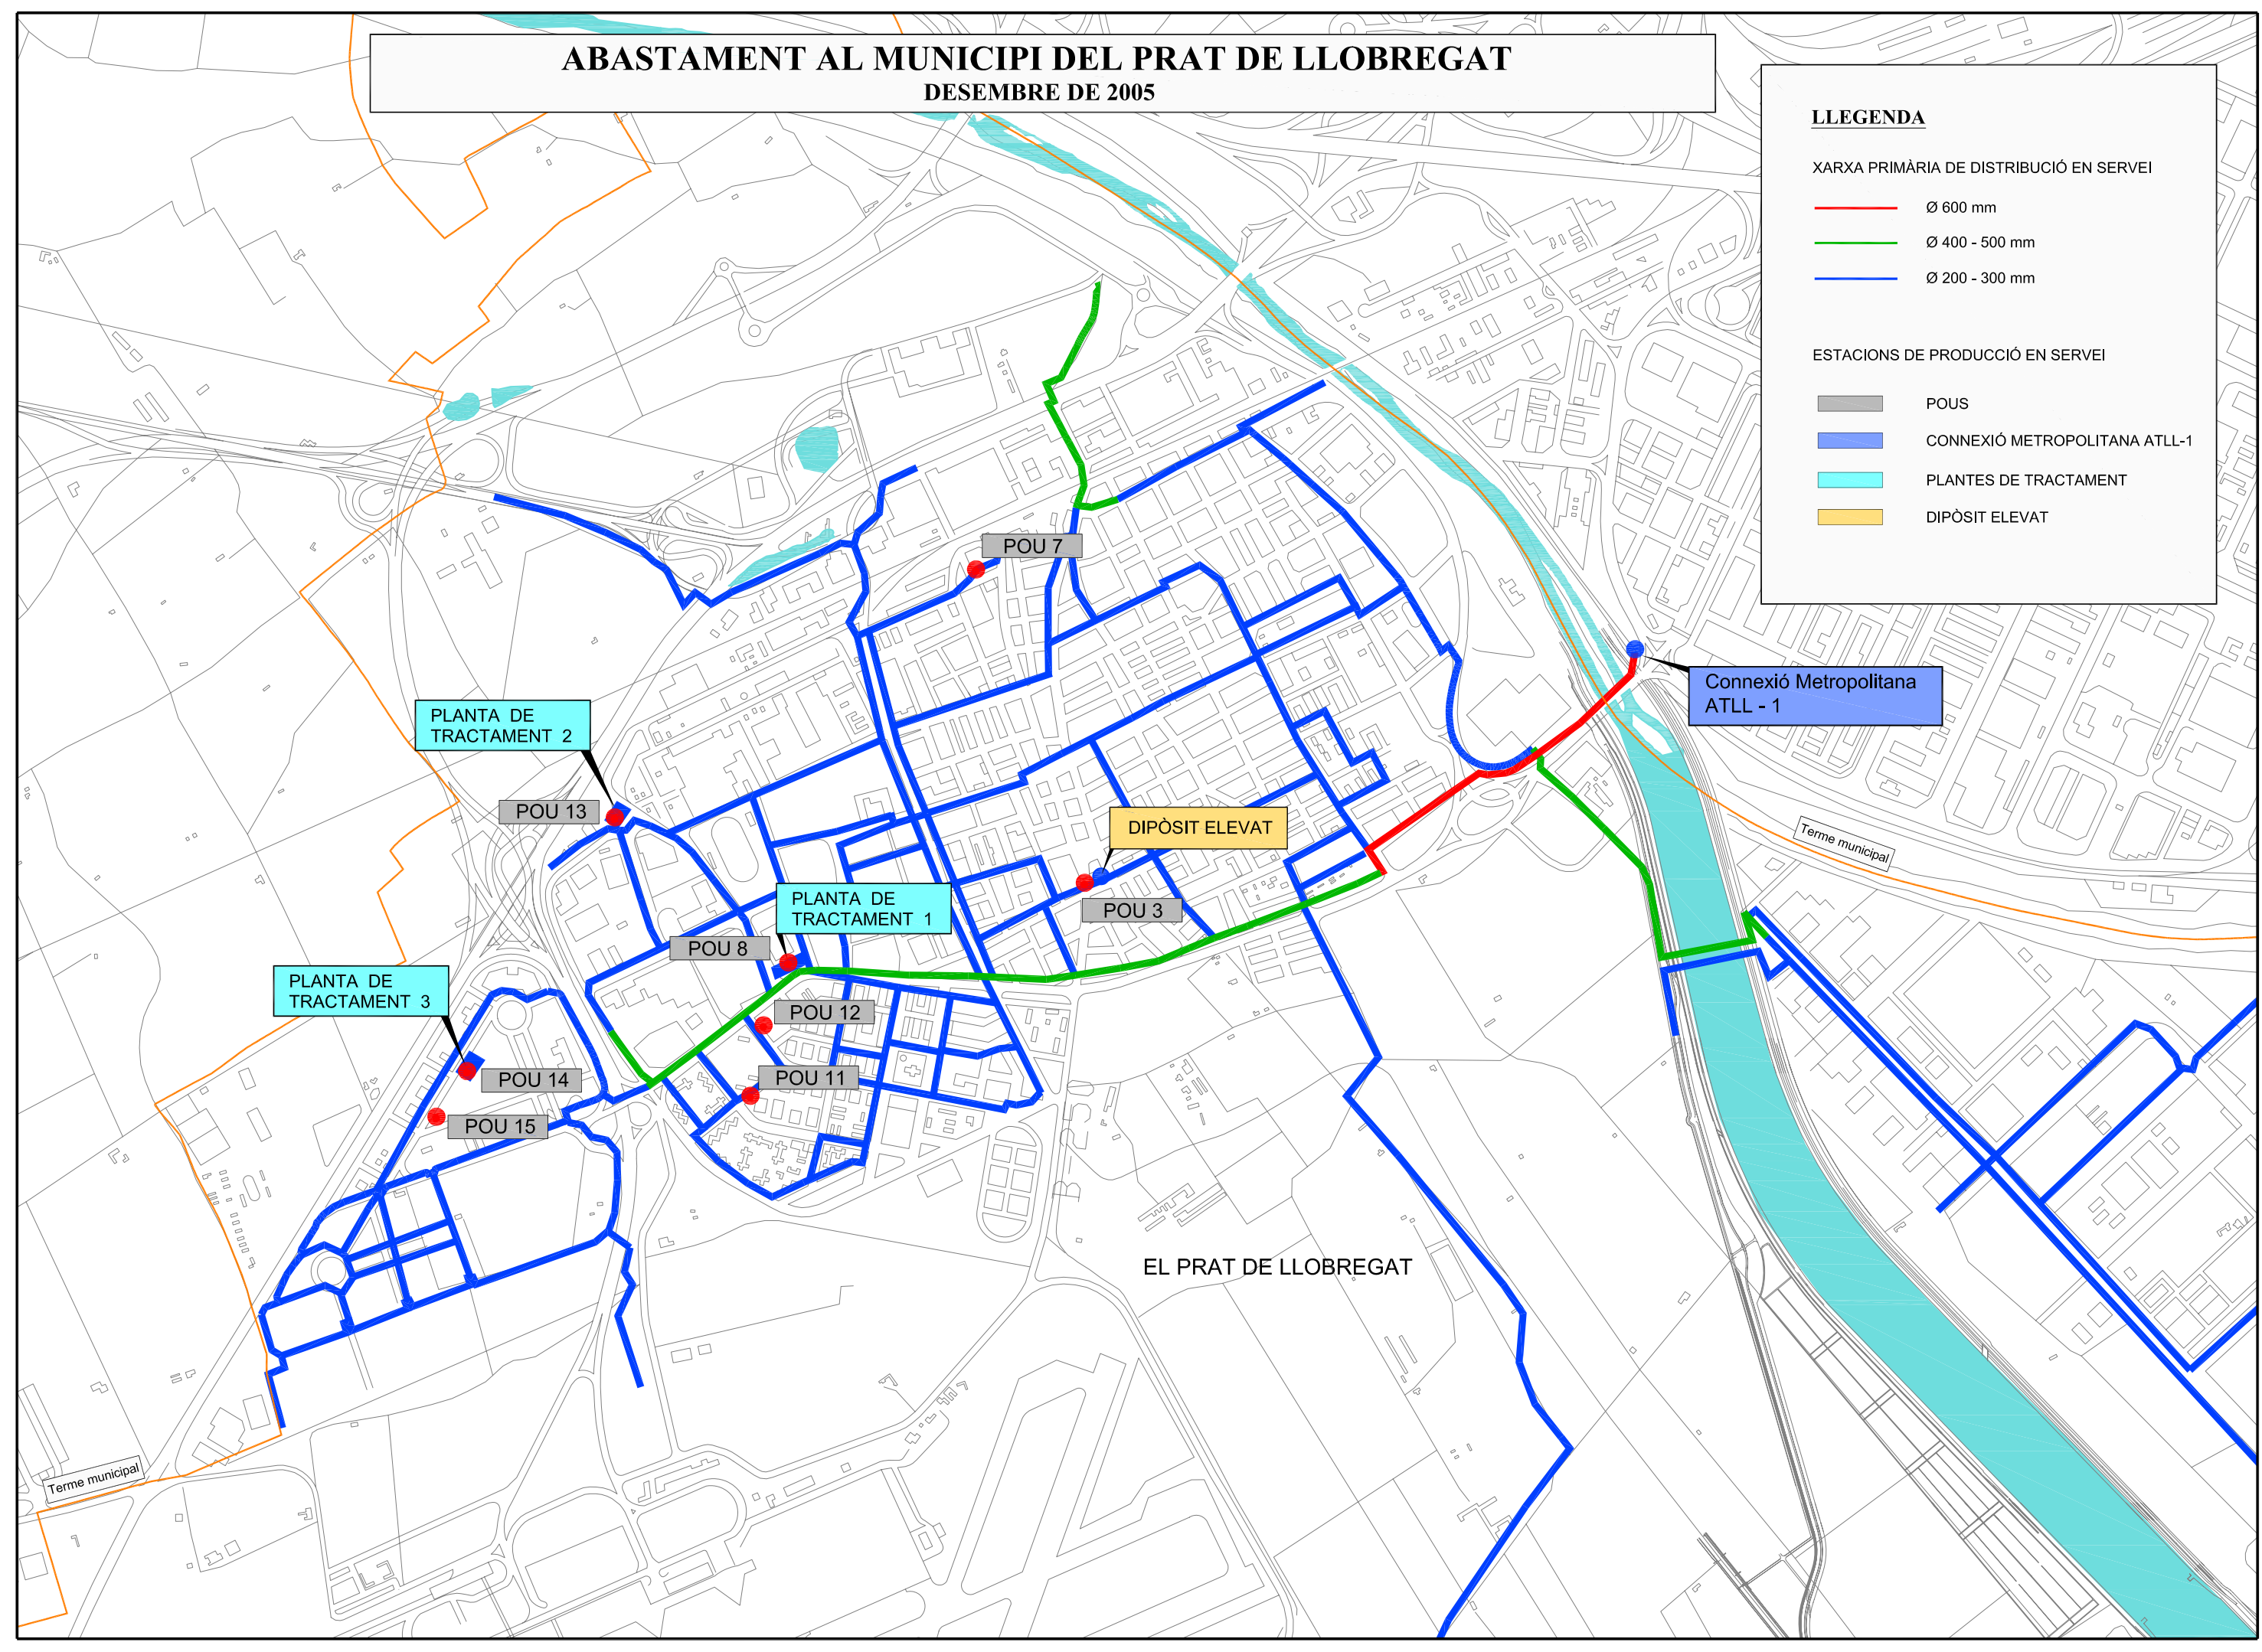 ABASTAMENT AL MUNICIPI DEL PRAT DE LLOBREGAT
DESEMBRE DE 2005
LLEGENDA
XARXA PRIMÀRIA DE DISTRIBUCIÓ EN SERVEI
Ø 600 mm
Ø 400 - 500 mm
Ø 200 - 300 mm
ESTACIONS DE PRODUCCIÓ EN SERVEI
POUS
CONNEXIÓ METROPOLITANA ATLL-1
PLANTES DE TRACTAMENT
DIPÒSIT ELEVAT
POU 7
Connexió Metropolitana
ATLL - 1
PLANTA DE
TRACTAMENT 2
POU 13
DIPÒSIT ELEVAT
Terme municipal
PLANTA DE
TRACTAMENT 1
POU 3
POU 8
PLANTA DE
TRACTAMENT 3
POU 12
POU 14
POU 11
POU 15
B-203
EL PRAT DE LLOBREGAT
Terme municipal